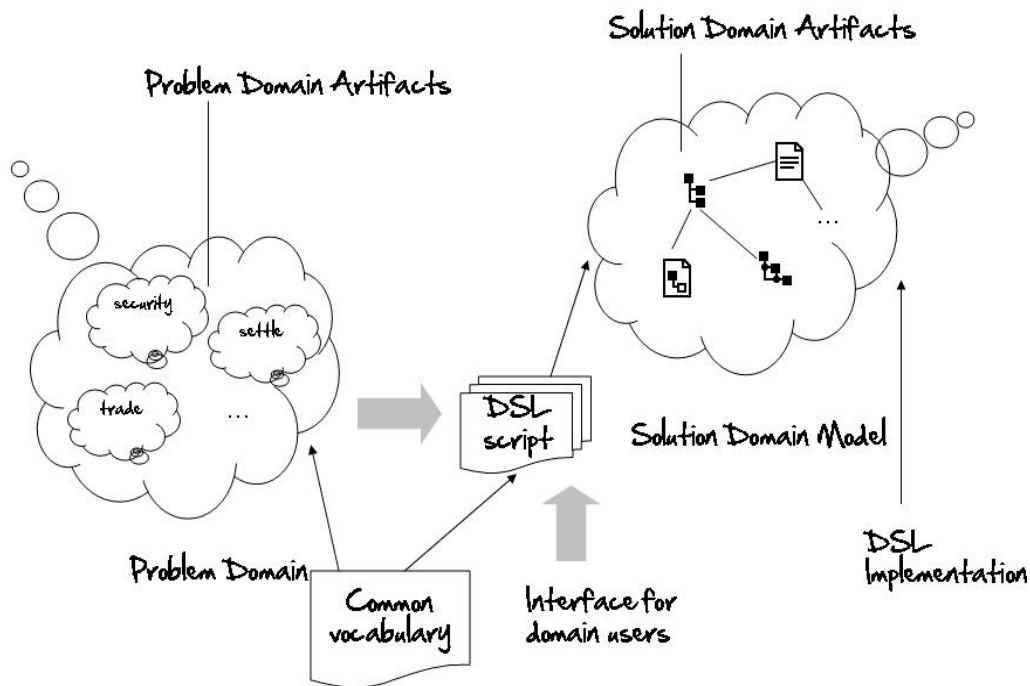 Solution Domain Artifacts
Problem Domain Artifacts
security
settle
trade
...
...
DSL
script
Solution Domain Model
Problem Domain
Common
vocabulary
Interface for
domain users
DSL
Implementation